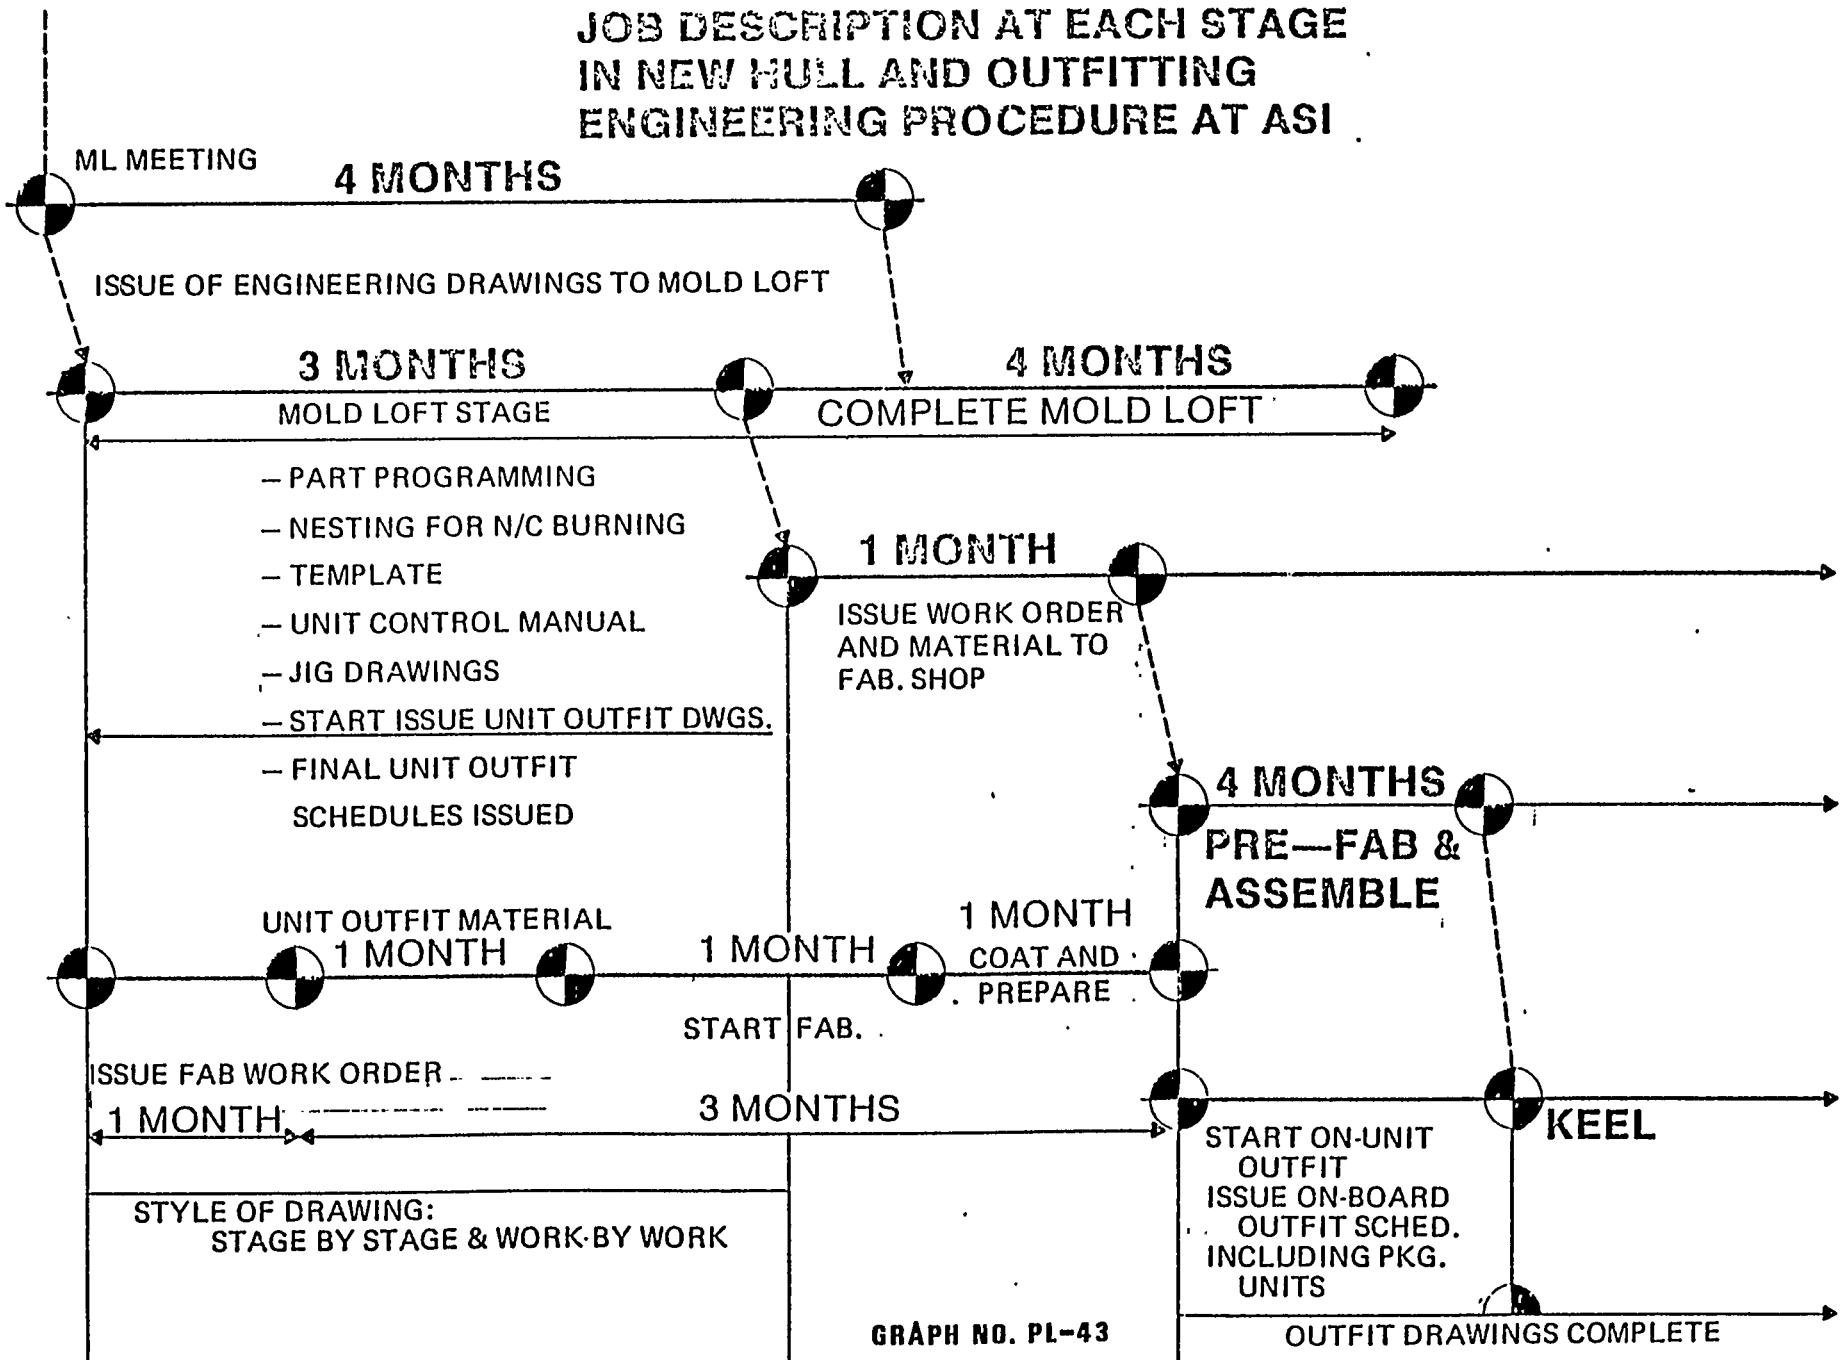 JOB DESCRIPTION AT EACH STAGE
IN NEW HULL AND OUTFITTING
ENGINEERING PROCEDURE AT ASI
ML MEETING
4 MONTHS
ISSUE OF ENGINEERING DRAWINGS TO MOLD LOFT
3 MONTHS
4 MONTHS
MOLD LOFT STAGE
COMPLETE MOLD LOFT
– PART PROGRAMMING
– NESTING FOR N/C BURNING
– TEMPLATE
– UNIT CONTROL MANUAL
– JIG DRAWINGS
– START ISSUE UNIT OUTFIT DWGS.
– FINAL UNIT OUTFIT
SCHEDULES ISSUED
1 MONTH
ISSUE WORK ORDER
AND MATERIAL TO
FAB. SHOP
4 MONTHS
PRE—FAB &
ASSEMBLE
UNIT OUTFIT MATERIAL
1 MONTH
1 MONTH
1 MONTH
COAT AND
PREPARE
START FAB.
ISSUE FAB WORK ORDER
1 MONTH
3 MONTHS
KEEL
START ON-UNIT
OUTFIT
ISSUE ON-BOARD
OUTFIT SCHED.
INCLUDING PKG.
UNITS
STYLE OF DRAWING:
STAGE BY STAGE & WORK-BY WORK
GRAPH NO. PL-43
OUTFIT DRAWINGS COMPLETE